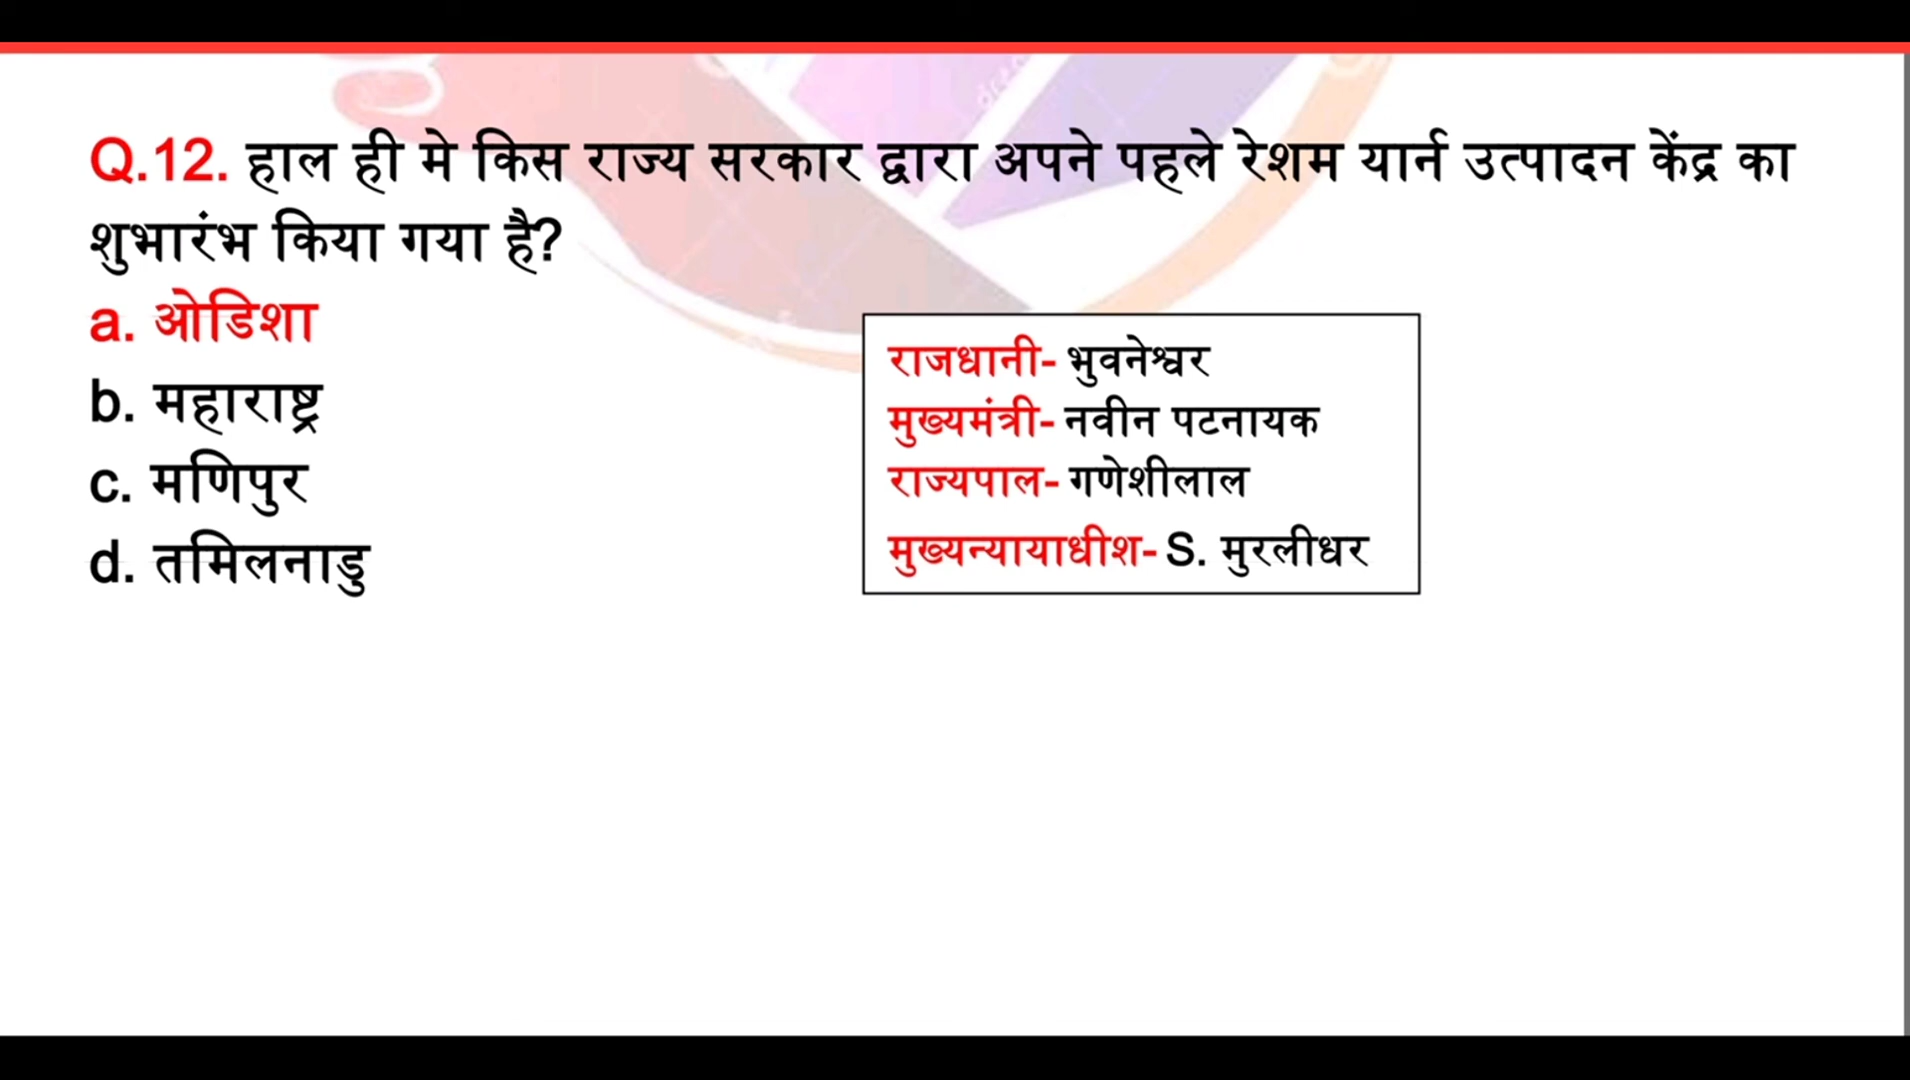 Q.12. हाल ही मे किस राज्य सरकार द्वारा अपने पहले रेशम यार्न उत्पादन केंद्र का
शुभारंभ किया गया है?
a. ओडिशा
b. महाराष्ट्र
c. मणिपुर
d. तमिलनाडु
राजधानी- भुवनेश्वर
मुख्यमंत्री- नवीन पटनायक
राज्यपाल- गणेशीलाल
मुख्यन्यायाधीश- S. मुरलीधर